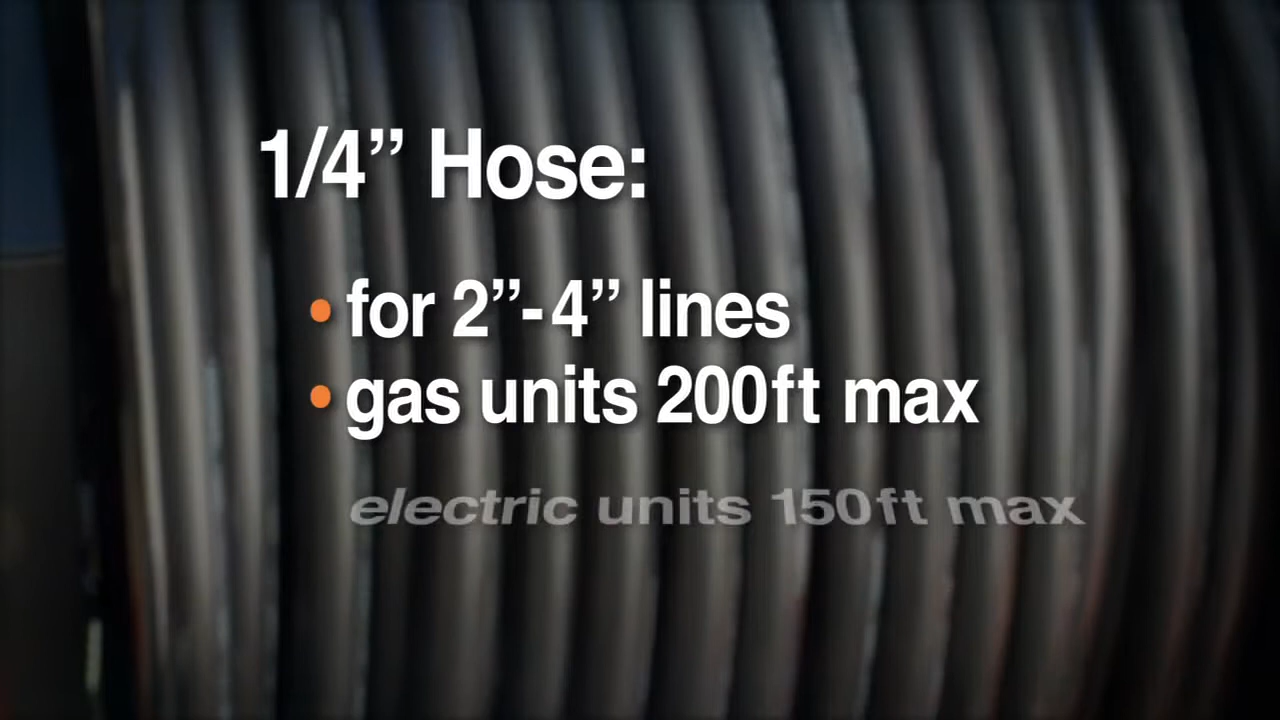 1/4” Hose:
• for 2”-4” lines
• gas units 200ft max
electric units 150ft max